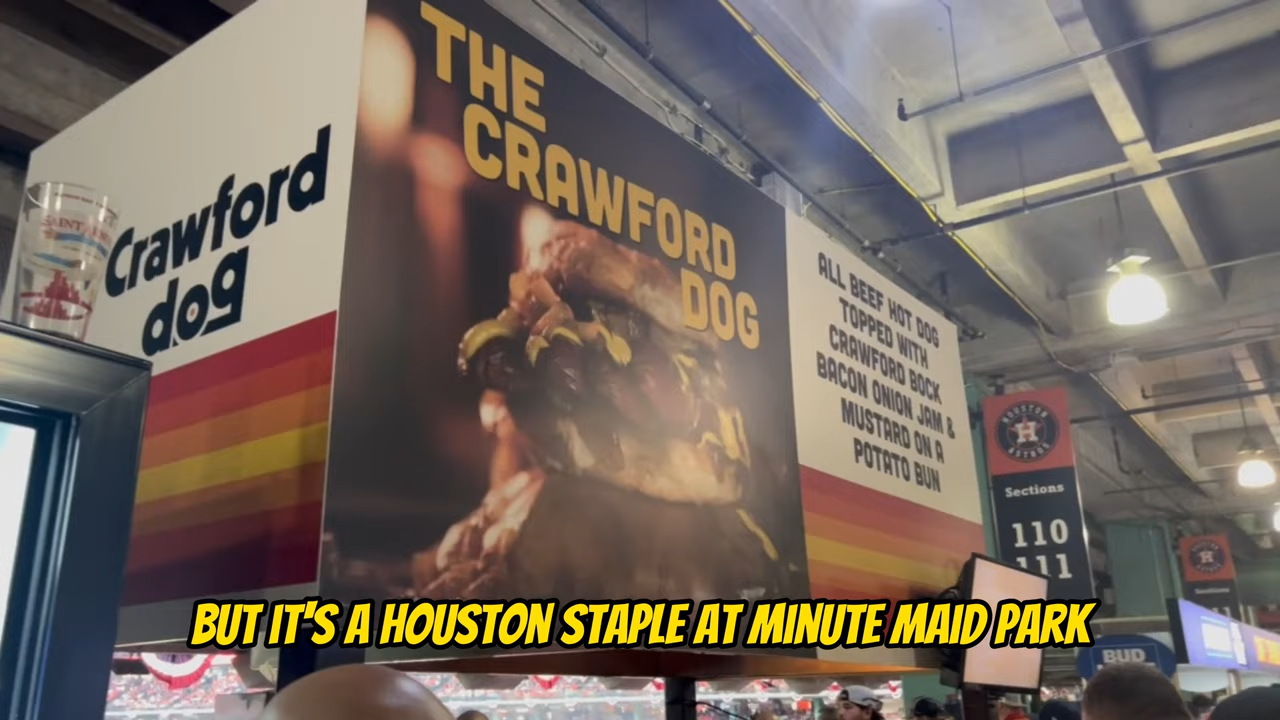 Crawford
dog
THE
CRAWFORD
DOG
ALL BEEF HOT DOG
TOPPED WITH
CRAWFORD BOCK
BACON ONION JAM &
MUSTARD ON A
POTATO BUN
HOUSTON
H
ASTROS
Sections
110
111
BUD
BUT IT'S A HOUSTON STAPLE AT MINUTE MAID PARK